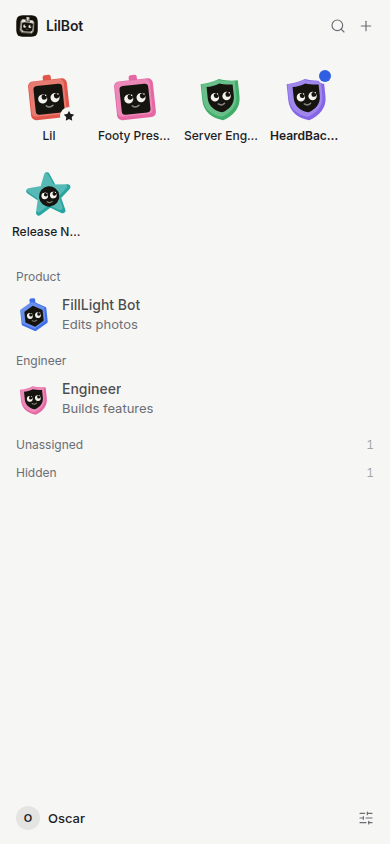 LilBot
Lil
Footy Pres...
Server Eng...
HeardBac...
Release N...
Product
FillLight Bot
Edits photos
Engineer
Engineer
Builds features
Unassigned 1
Hidden 1
O Oscar